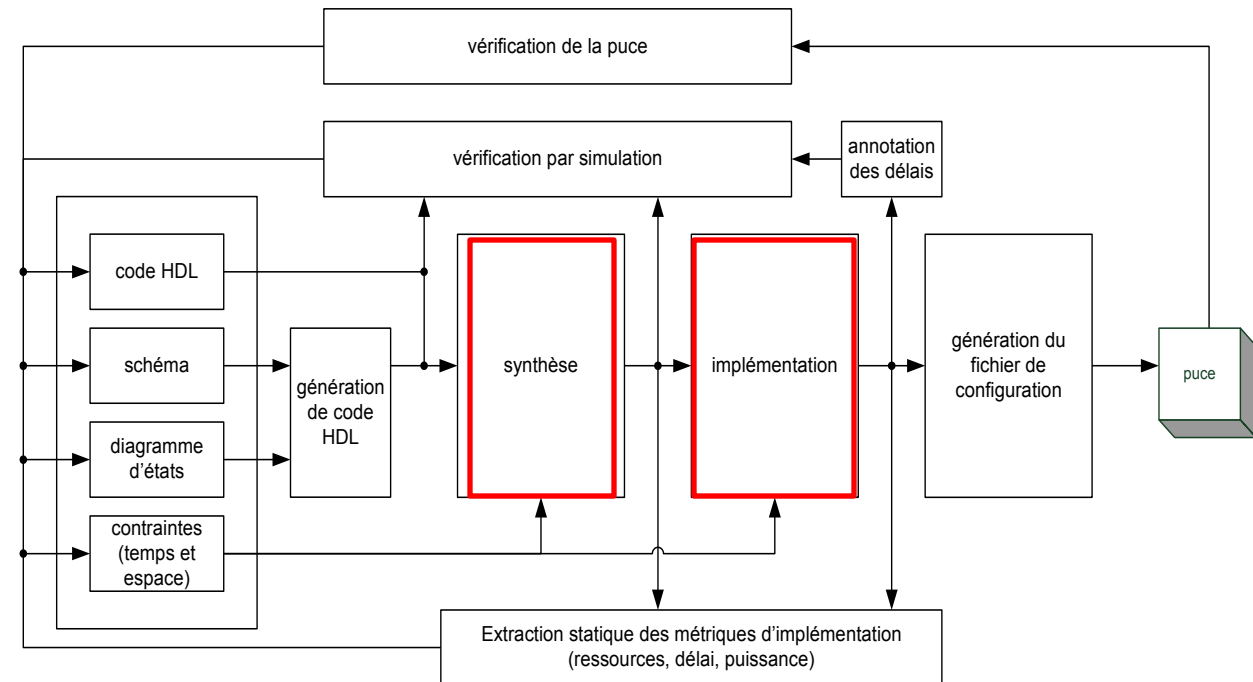 vérification de la puce
vérification par simulation
annotation
des délais
code HDL
schéma
diagramme
d'états
contraintes
(temps et
espace)
génération
de code
HDL
synthèse
implémentation
génération du
fichier de
configuration
puce
Extraction statique des métriques d'implémentation
(ressources, délai, puissance)